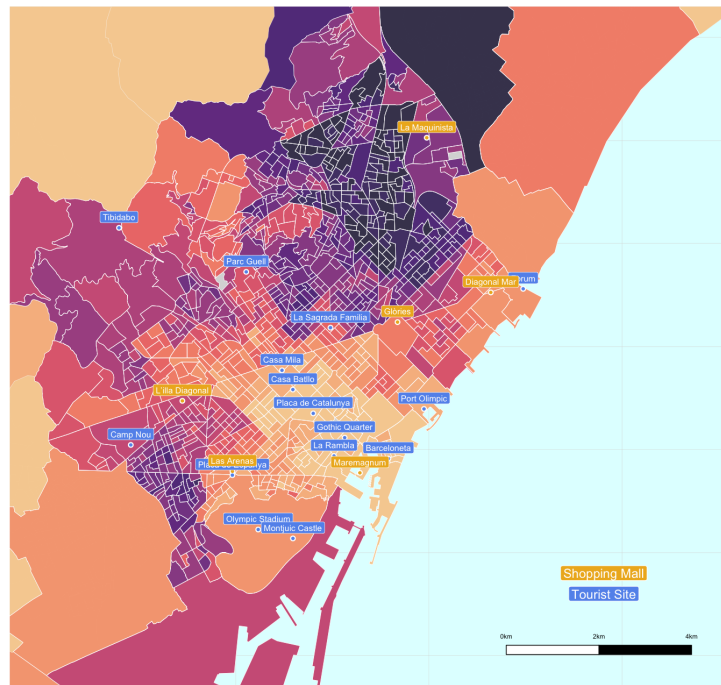 La Maquinista
Tibidabo
Parc Guell
Diagonal Mar
orum
Glòries
La Sagrada Familia
Casa Mila
Casa Batllo
L'illa Diagonal
Placa de Catalunya
Port Olimpic
Gothic Quarter
Camp Nou
La Rambla
Barceloneta
Las Arenas
Maremagnum
Olympic Stadium
Montjuic Castle
Shopping Mall
Tourist Site
0km 2km 4km